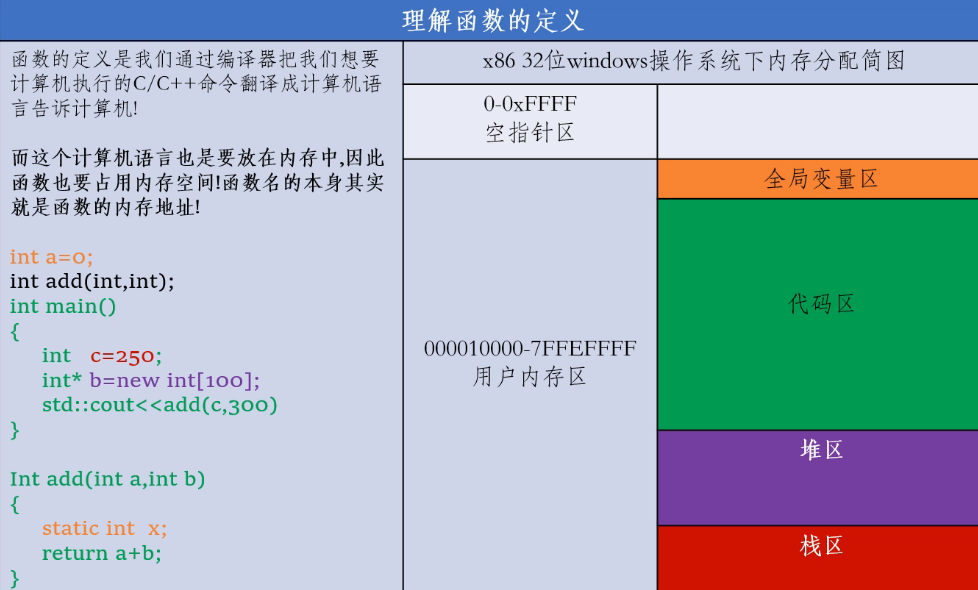 理解函数的定义
函数的定义是我们通过编译器把我们想要
计算机执行的C/C++命令翻译成计算机语
言告诉计算机!
而这个计算机语言也是要放在内存中,因此
函数也要占用内存空间!函数名的本身其实
就是函数的内存地址!
int a=0;
int add(int,int);
int main()
{
int c=250;
int* b=new int[100];
std::cout<<add(c,300)
}
Int add(int a,int b)
{
static int x;
return a+b;
}
x86 32位windows操作系统下内存分配简图
0-0xFFFF
空指针区
000010000-7FFEFFFF
用户内存区
全局变量区
代码区
堆区
栈区